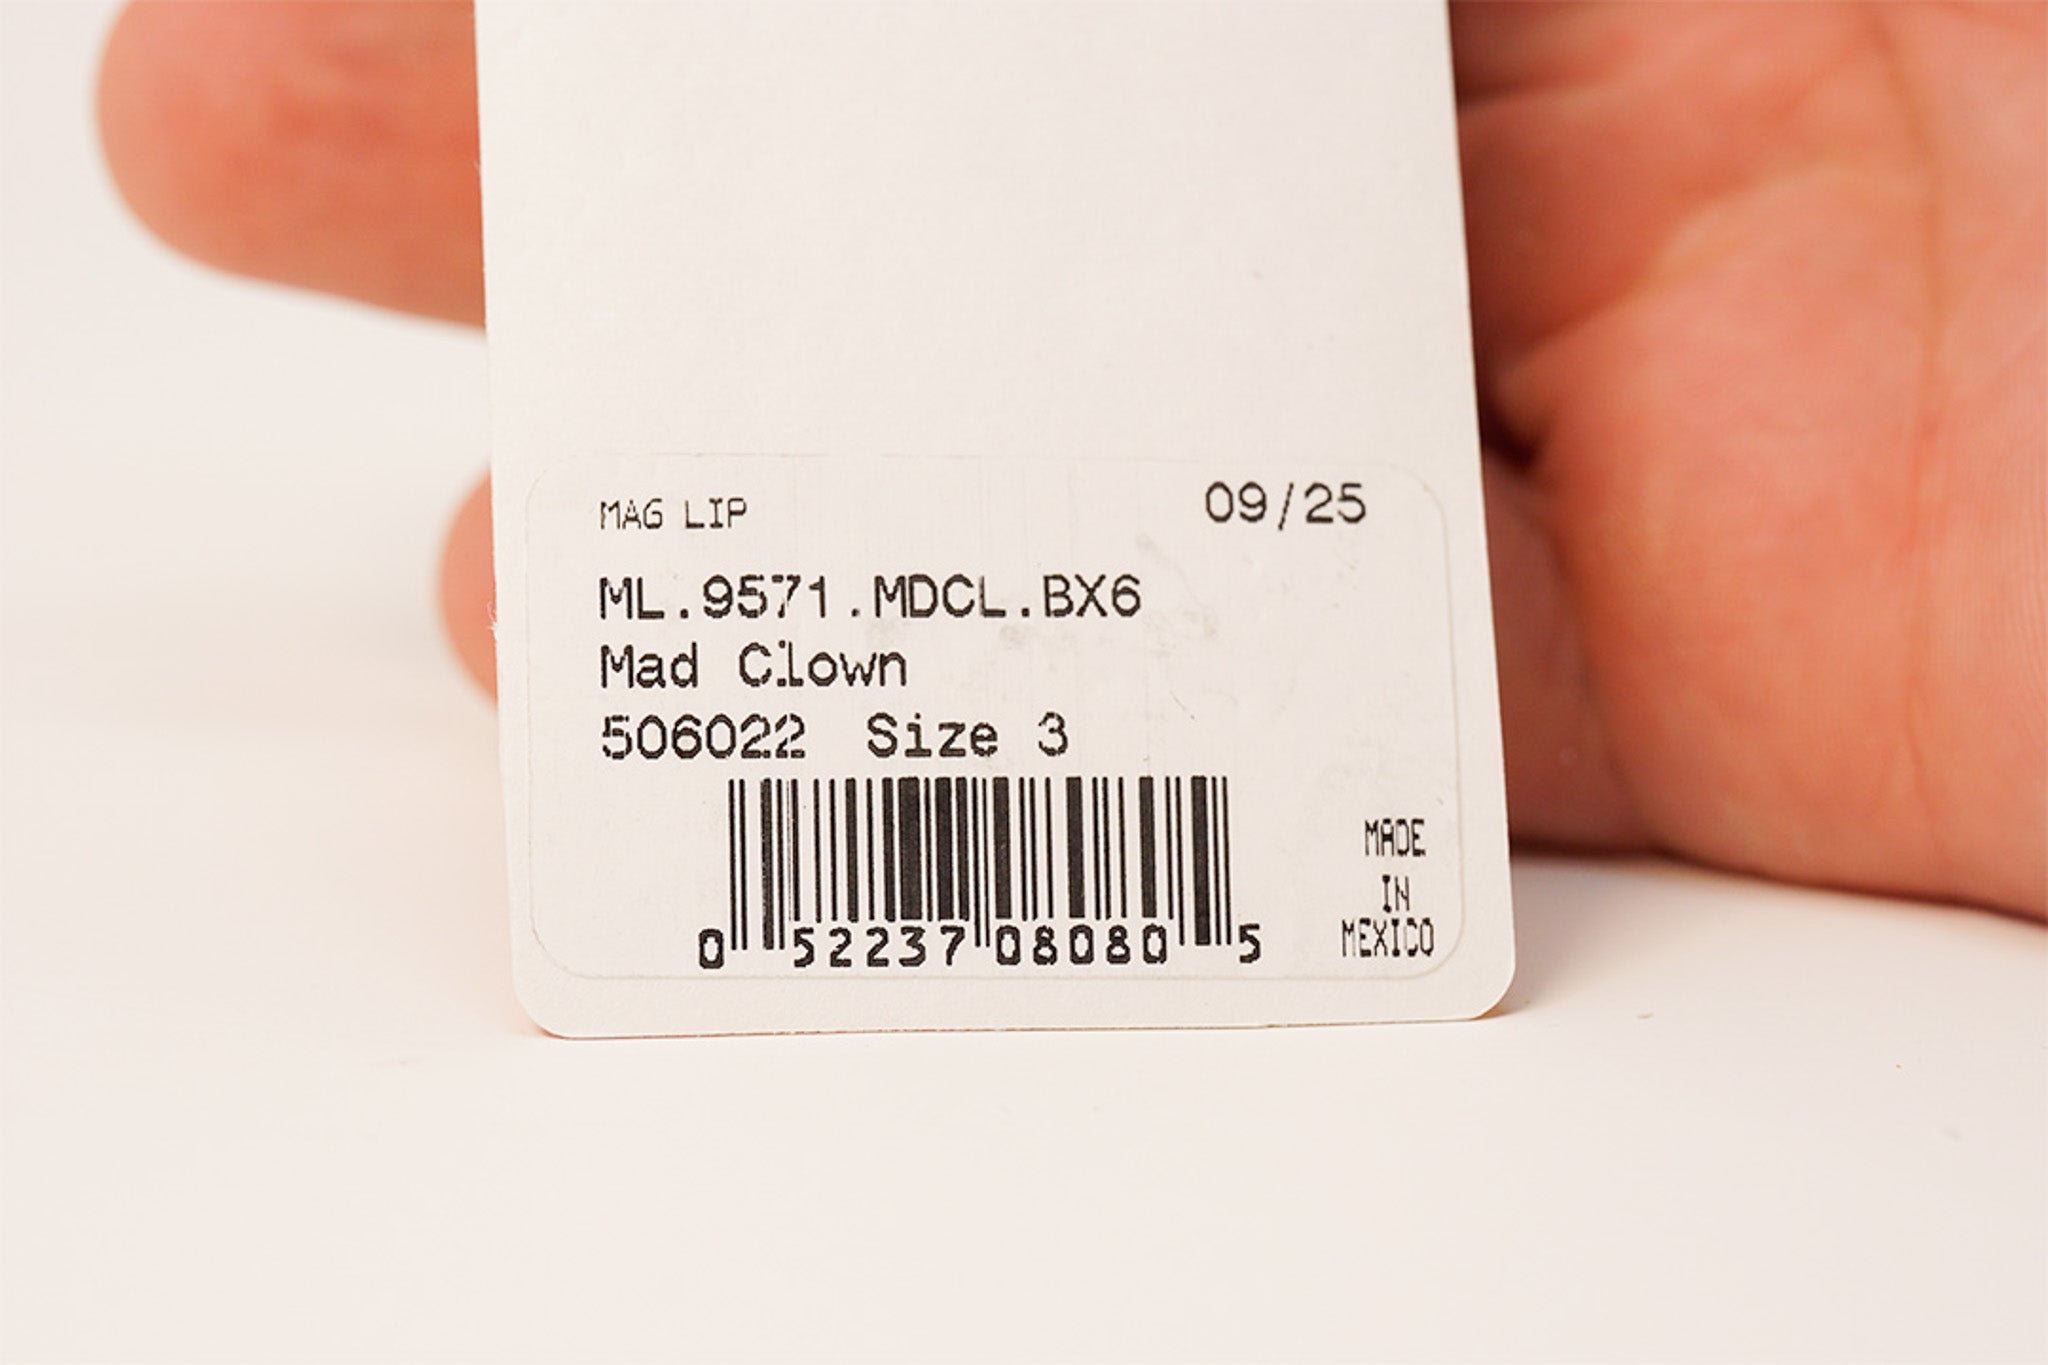 MAG LIP 09/25
ML.9571.MDCL.BX6
Mad Clown
506022 Size 3
0 52237 08080 5
MADE
IN
MEXICO